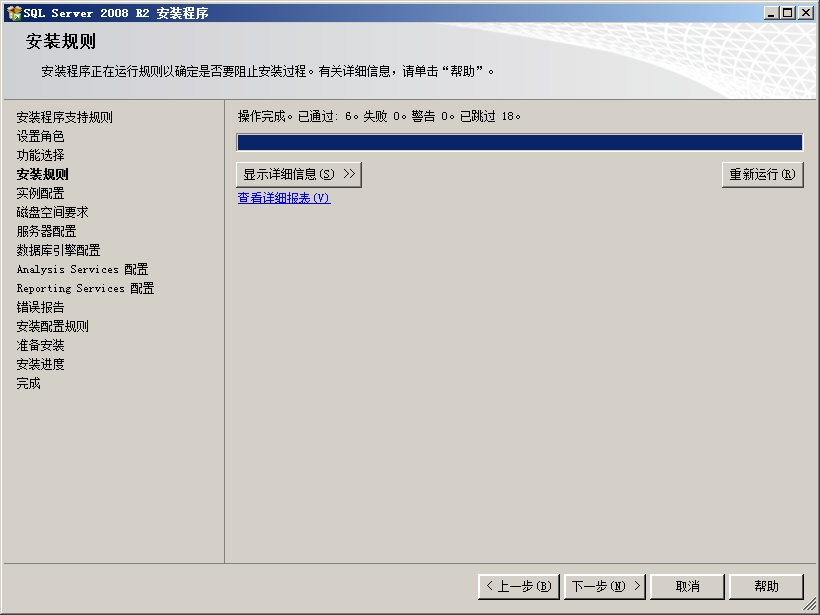 SQL Server 2008 R2 安装程序
安装规则
安装程序正在运行规则以确定是否要阻止安装过程。有关详细信息，请单击“帮助”。
安装程序支持规则
设置角色
功能选择
安装规则
实例配置
磁盘空间要求
服务器配置
数据库引擎配置
Analysis Services 配置
Reporting Services 配置
错误报告
安装配置规则
准备安装
安装进度
完成
操作完成。已通过: 6。失败 0。警告 0。已跳过 18。
显示详细信息(S) >>
重新运行(R)
查看详细报表(V)
< 上一步(B)
下一步(N) >
取消
帮助